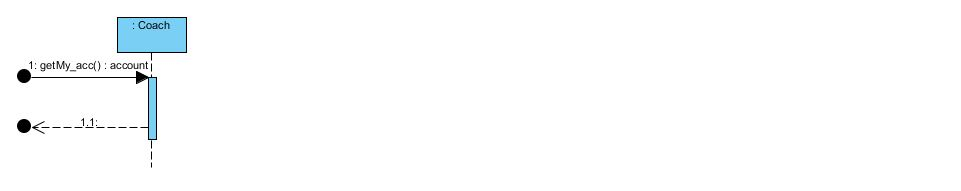 : Coach
1: getMy_acc() : account
1.1: